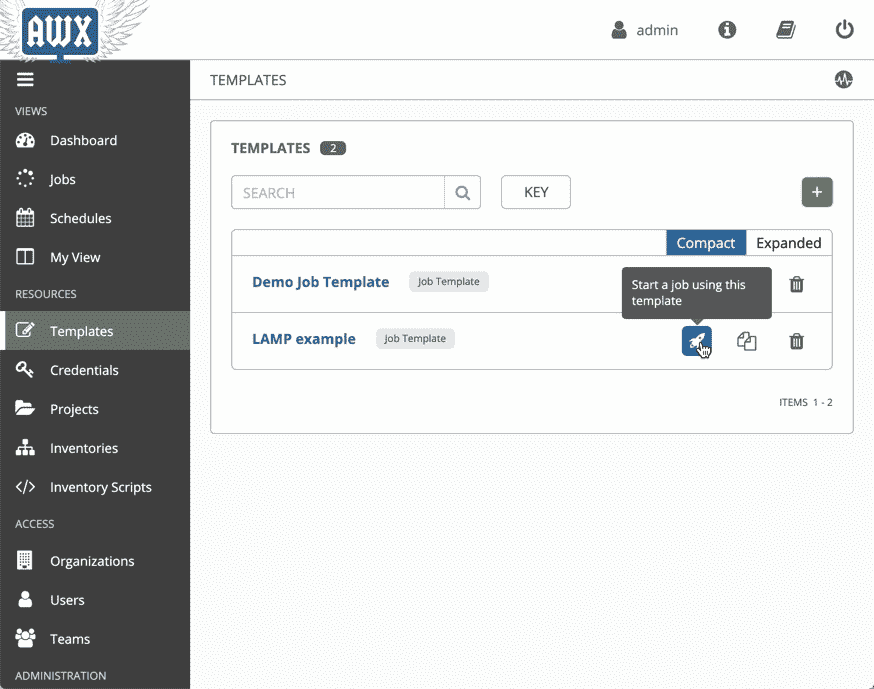 AWX
admin
TEMPLATES
VIEWS
Dashboard
Jobs
Schedules
My View
RESOURCES
Templates
Credentials
Projects
Inventories
Inventory Scripts
ACCESS
Organizations
Users
Teams
ADMINISTRATION
TEMPLATES 2
SEARCH
KEY
+
Compact Expanded
Demo Job Template Job Template
Start a job using this
template
LAMP example Job Template
ITEMS 1 - 2